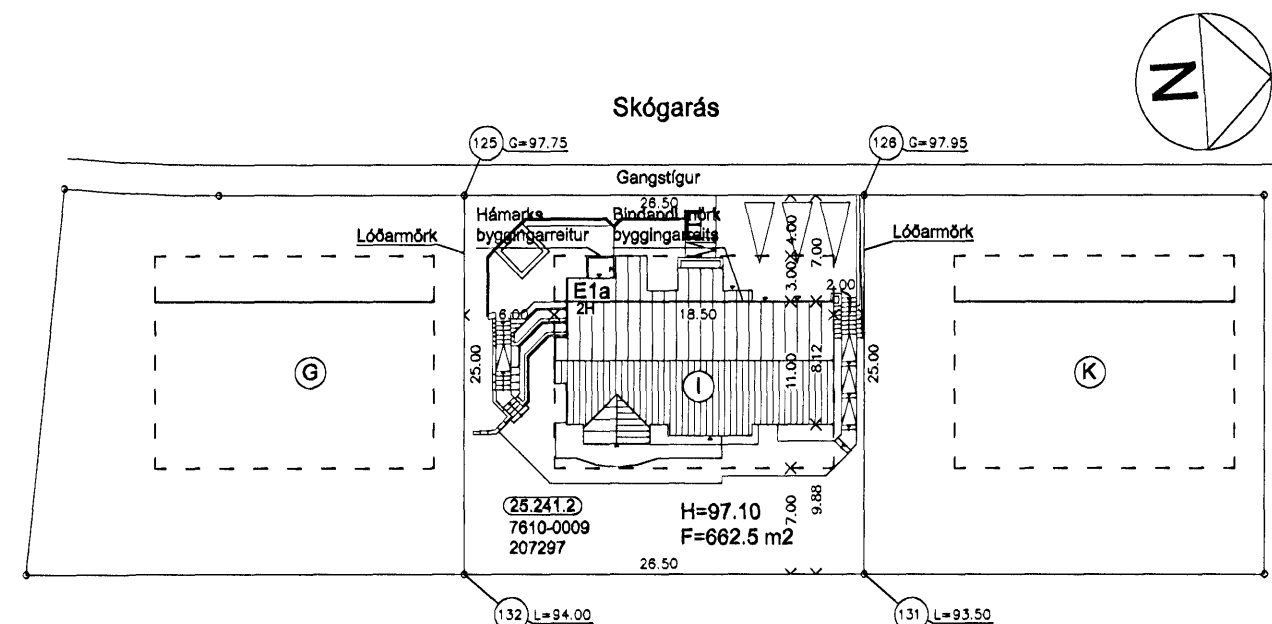 N
Skógarás
125 G=97.75
126 G=97.95
Gangstígur
26.50
Hámarks byggingarreitur
Bindandi mörk byggingarreits
Lóðarmörk
Lóðarmörk
4.00
7.00
3.00
2.00
E1a
2H
6.00
18.50
25.00
11.00
8.12
25.00
G
I
K
25.241.2
7610-0009
207297
H=97.10
F=662.5 m2
7.00
9.88
26.50
132 L=94.00
131 L=93.50